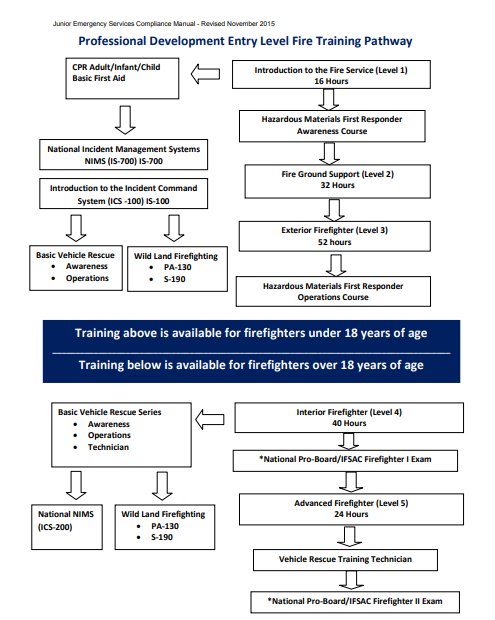 Junior Emergency Services Compliance Manual - Revised November 2015
Professional Development Entry Level Fire Training Pathway
CPR Adult/Infant/Child
Basic First Aid
Introduction to the Fire Service (Level 1)
16 Hours
Hazardous Materials First Responder
Awareness Course
National Incident Management Systems
NIMS (IS-700) IS-700
Fire Ground Support (Level 2)
32 Hours
Introduction to the Incident Command
System (ICS -100) IS-100
Exterior Firefighter (Level 3)
52 hours
Basic Vehicle Rescue
• Awareness
• Operations
Wild Land Firefighting
• PA-130
• S-190
Hazardous Materials First Responder
Operations Course
Training above is available for firefighters under 18 years of age
Training below is available for firefighters over 18 years of age
Basic Vehicle Rescue Series
• Awareness
• Operations
• Technician
Interior Firefighter (Level 4)
40 Hours
*National Pro-Board/IFSAC Firefighter I Exam
Advanced Firefighter (Level 5)
24 Hours
National NIMS
(ICS-200)
Wild Land Firefighting
• PA-130
• S-190
Vehicle Rescue Training Technician
*National Pro-Board/IFSAC Firefighter II Exam